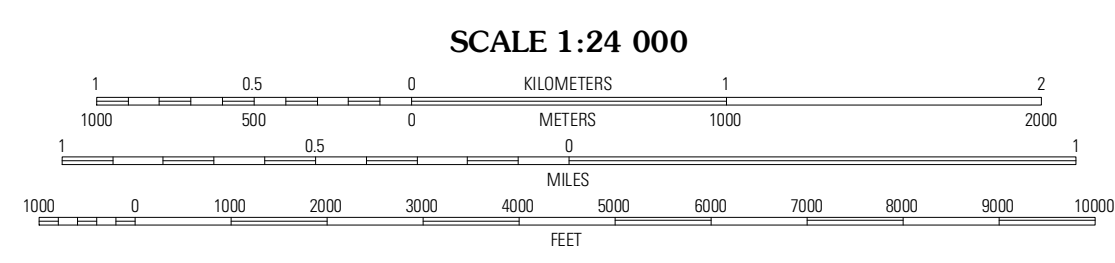 SCALE 1:24 000
1 0.5 0 KILOMETERS 1 2
1000 500 0 METERS 1000 2000
1 0.5 0 1
MILES
1000 0 1000 2000 3000 4000 5000 6000 7000 8000 9000 10000
FEET